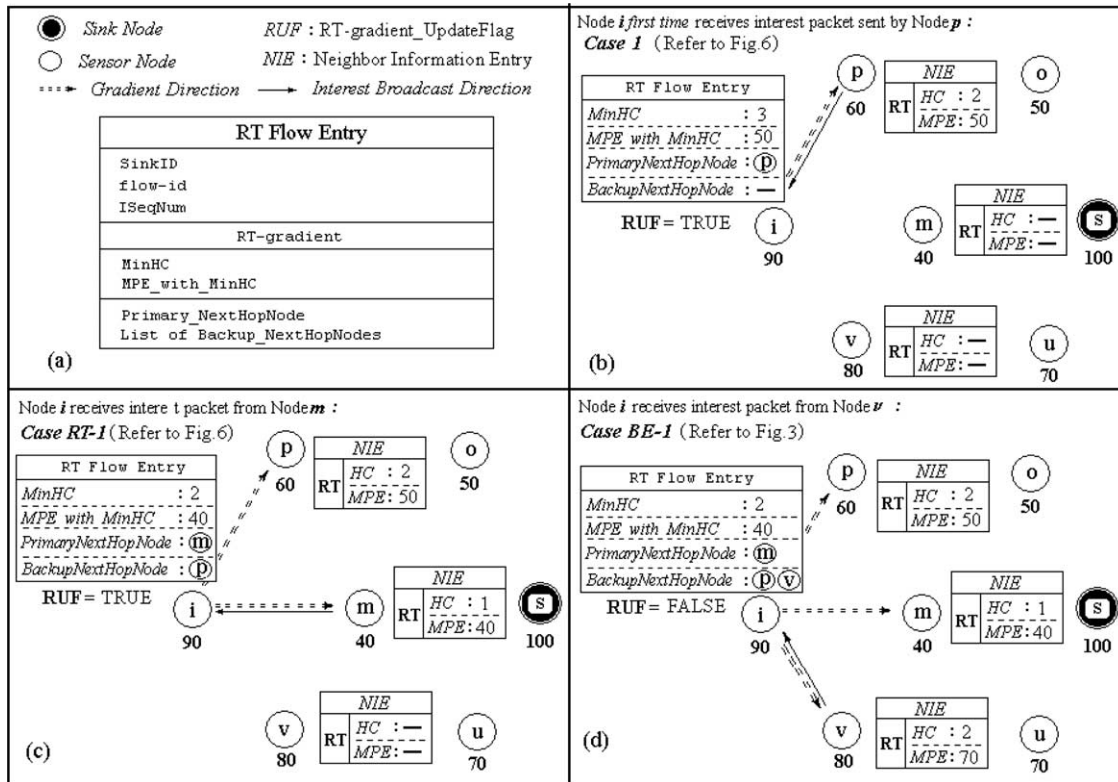 Sink Node
RUF : RT-gradient_UpdateFlag
Sensor Node
NIE : Neighbor Information Entry
Gradient Direction
Interest Broadcast Direction
RT Flow Entry
SinkID
flow-id
ISeqNum
RT-gradient
MinHC
MPE_with_MinHC
Primary_NextHopNode
List of Backup_NextHopNodes
(a)
Node i first time receives interest packet sent by Node p :
Case 1 (Refer to Fig.6)
RT Flow Entry
MinHC : 3
MPE with MinHC : 50
PrimaryNextHopNode : p
BackupNextHopNode : —
RUF = TRUE
i
90
p
60
NIE
RT
HC : 2
MPE: 50
o
50
m
40
NIE
RT
HC : —
MPE: —
s
100
v
80
NIE
RT
HC : —
MPE: —
u
70
(b)
Node i receives intere t packet from Node m :
Case RT-1 (Refer to Fig.6)
RT Flow Entry
MinHC : 2
MPE with MinHC : 40
PrimaryNextHopNode : m
BackupNextHopNode : p
RUF = TRUE
i
90
p
60
NIE
RT
HC : 2
MPE: 50
o
50
m
40
NIE
RT
HC : 1
MPE: 40
s
100
v
80
NIE
RT
HC : —
MPE: —
u
70
(c)
Node i receives interest packet from Node v :
Case BE-1 (Refer to Fig.3)
RT Flow Entry
MinHC : 2
MPE with MinHC : 40
PrimaryNextHopNode : m
BackupNextHopNode : p v
RUF = FALSE
i
90
p
60
NIE
RT
HC : 2
MPE: 50
o
50
m
40
NIE
RT
HC : 1
MPE: 40
s
100
v
80
NIE
RT
HC : 2
MPE: 70
u
70
(d)